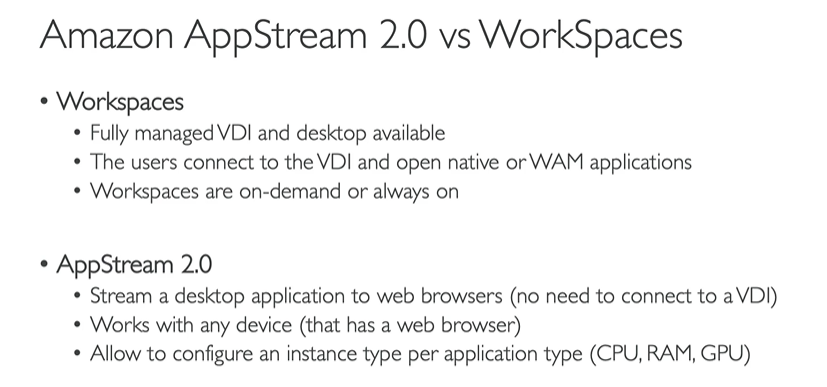 Amazon AppStream 2.0 vs WorkSpaces
• Workspaces
• Fully managed VDI and desktop available
• The users connect to the VDI and open native or WAM applications
• Workspaces are on-demand or always on
• AppStream 2.0
• Stream a desktop application to web browsers (no need to connect to a VDI)
• Works with any device (that has a web browser)
• Allow to configure an instance type per application type (CPU, RAM, GPU)